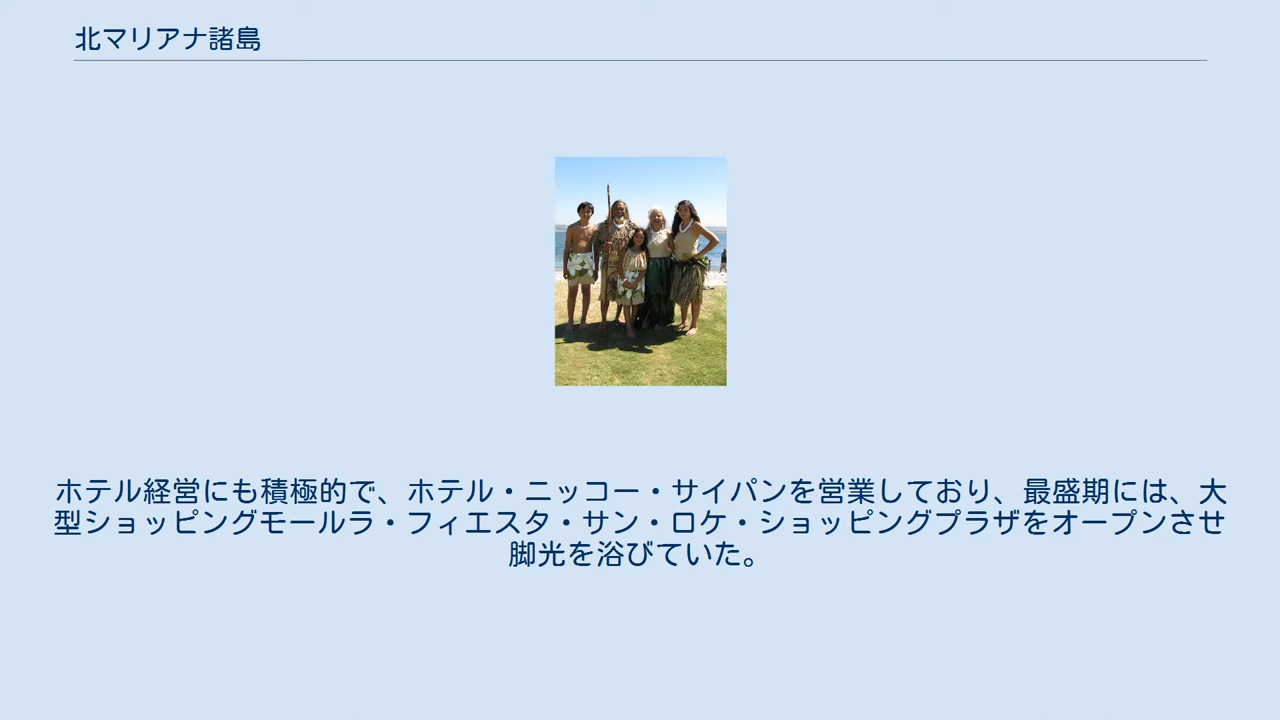 北マリアナ諸島
ホテル経営にも積極的で、ホテル・ニッコー・サイパンを営業しており、最盛期には、大
型ショッピングモールラ・フィエスタ・サン・ロケ・ショッピングプラザをオープンさせ
脚光を浴びていた。